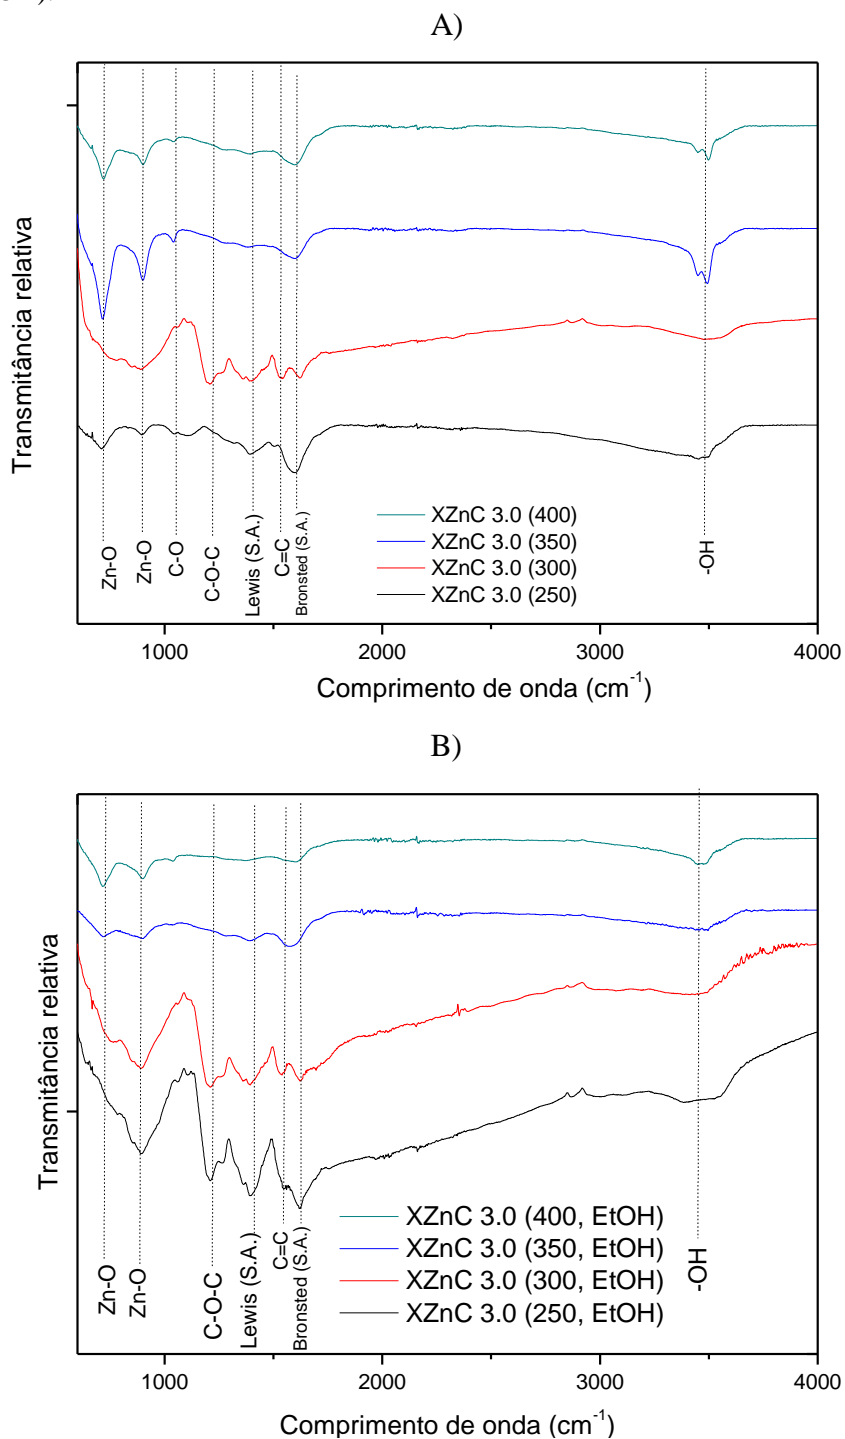 A)
Transmitância relativa
Zn-O
Zn-O
C-O
C-O-C
Lewis (S.A.)
C=C
Bronsted (S.A.)
-OH
XZnC 3.0 (400)
XZnC 3.0 (350)
XZnC 3.0 (300)
XZnC 3.0 (250)
1000 2000 3000 4000
Comprimento de onda (cm⁻¹)
B)
Transmitância relativa
Zn-O
Zn-O
C-O-C
Lewis (S.A.)
C=C
Bronsted (S.A.)
-OH
XZnC 3.0 (400, EtOH)
XZnC 3.0 (350, EtOH)
XZnC 3.0 (300, EtOH)
XZnC 3.0 (250, EtOH)
1000 2000 3000 4000
Comprimento de onda (cm⁻¹)